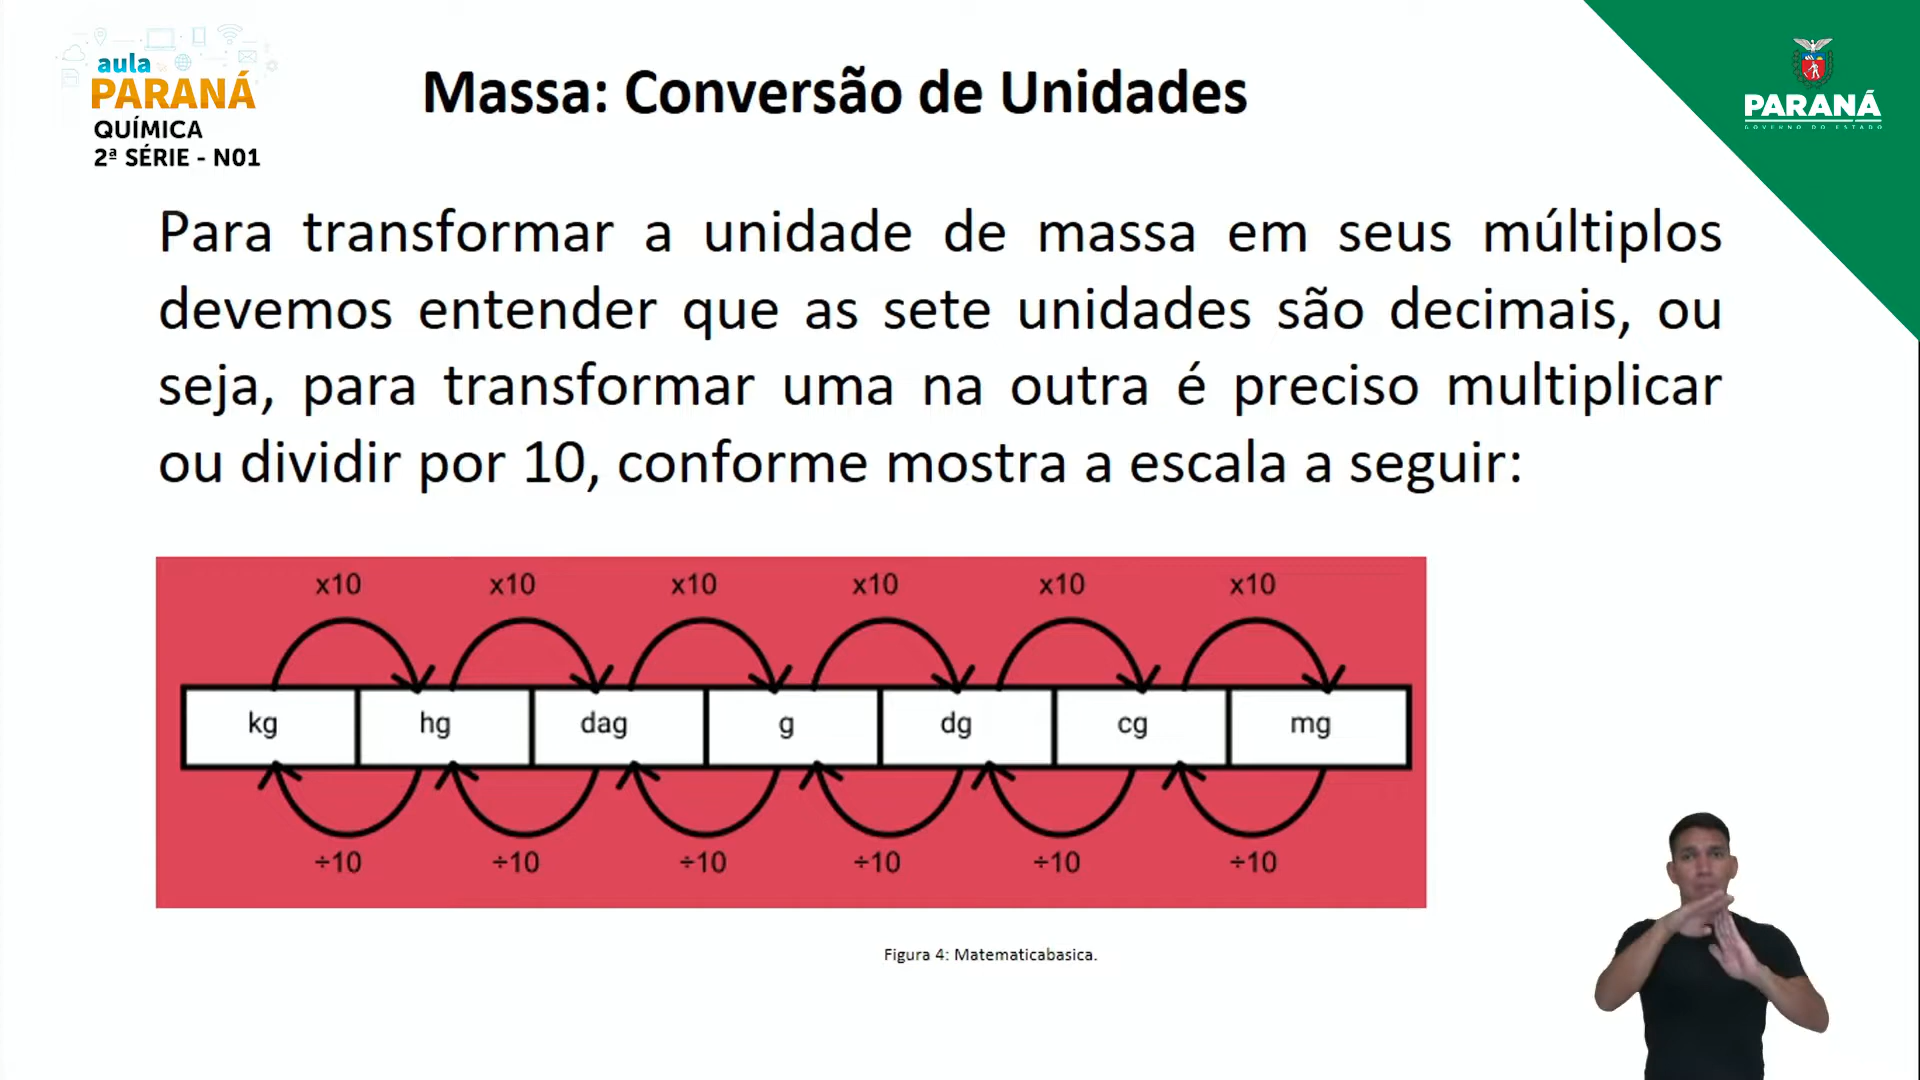 aula
PARANÁ
QUÍMICA
2ª SÉRIE - N01
Massa: Conversão de Unidades
PARANÁ
GOVERNO DO ESTADO
Para transformar a unidade de massa em seus múltiplos
devemos entender que as sete unidades são decimais, ou
seja, para transformar uma na outra é preciso multiplicar
ou dividir por 10, conforme mostra a escala a seguir:
x10 x10 x10 x10 x10 x10
kg hg dag g dg cg mg
÷10 ÷10 ÷10 ÷10 ÷10 ÷10
Figura 4: Matematicabasica.